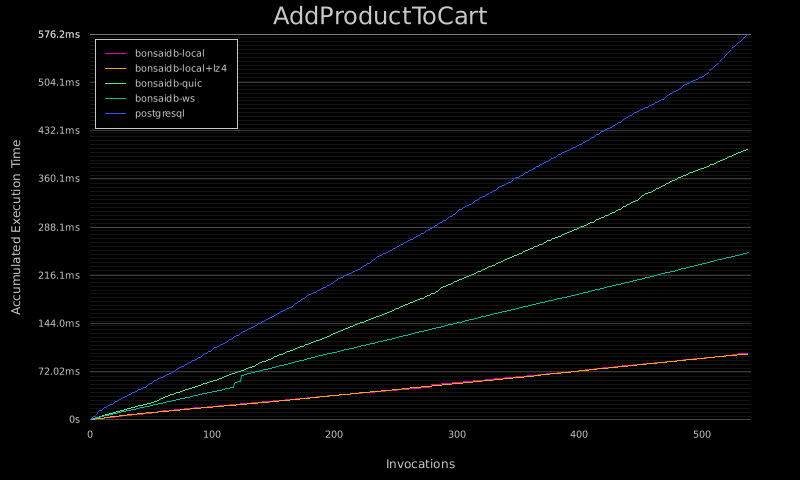 AddProductToCart
576.2ms
504.1ms
432.1ms
360.1ms
288.1ms
216.1ms
144.0ms
72.02ms
0s
Accumulated Execution Time
bonsaidb-local
bonsaidb-local+lz4
bonsaidb-quic
bonsaidb-ws
postgresql
0 100 200 300 400 500
Invocations